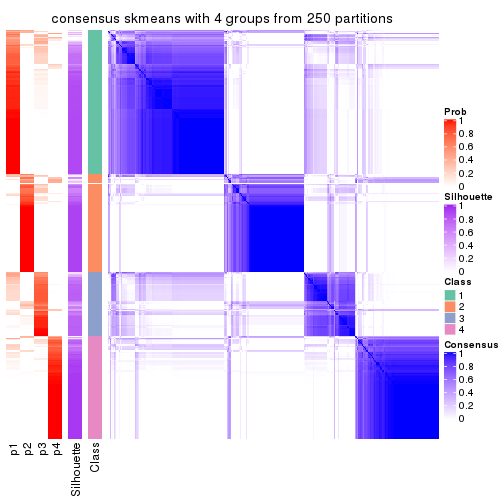 consensus skmeans with 4 groups from 250 partitions
Prob
1
0.8
0.6
0.4
0.2
0
Silhouette
1
0.8
0.6
0.4
0.2
0
Class
1
2
3
4
Consensus
1
0.8
0.6
0.4
0.2
0
p1
p2
p3
p4
Silhouette
Class